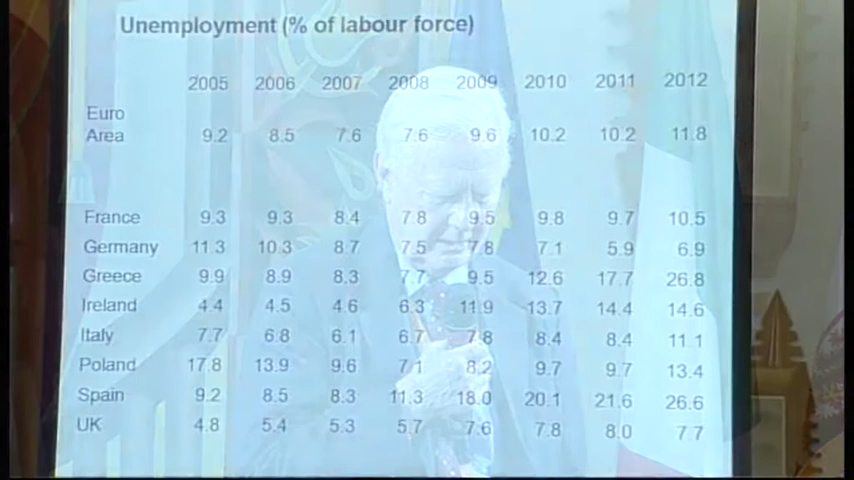 Unemployment (% of labour force)
2005 2006 2007 2008 2009 2010 2011 2012
Euro
Area 9.2 8.5 7.6 7.6 9.6 10.2 10.2 11.8
France 9.3 9.3 8.4 7.8 9.5 9.8 9.7 10.5
Germany 11.3 10.3 8.7 7.5 7.8 7.1 5.9 6.9
Greece 9.9 8.9 8.3 7.7 9.5 12.6 17.7 26.8
Ireland 4.4 4.5 4.6 6.3 11.9 13.7 14.4 14.6
Italy 7.7 6.8 6.1 6.7 7.8 8.4 8.4 11.1
Poland 17.8 13.9 9.6 7.1 8.2 9.7 9.7 13.4
Spain 9.2 8.5 8.3 11.3 18.0 20.1 21.6 26.6
UK 4.8 5.4 5.3 5.7 7.6 7.8 8.0 7.7